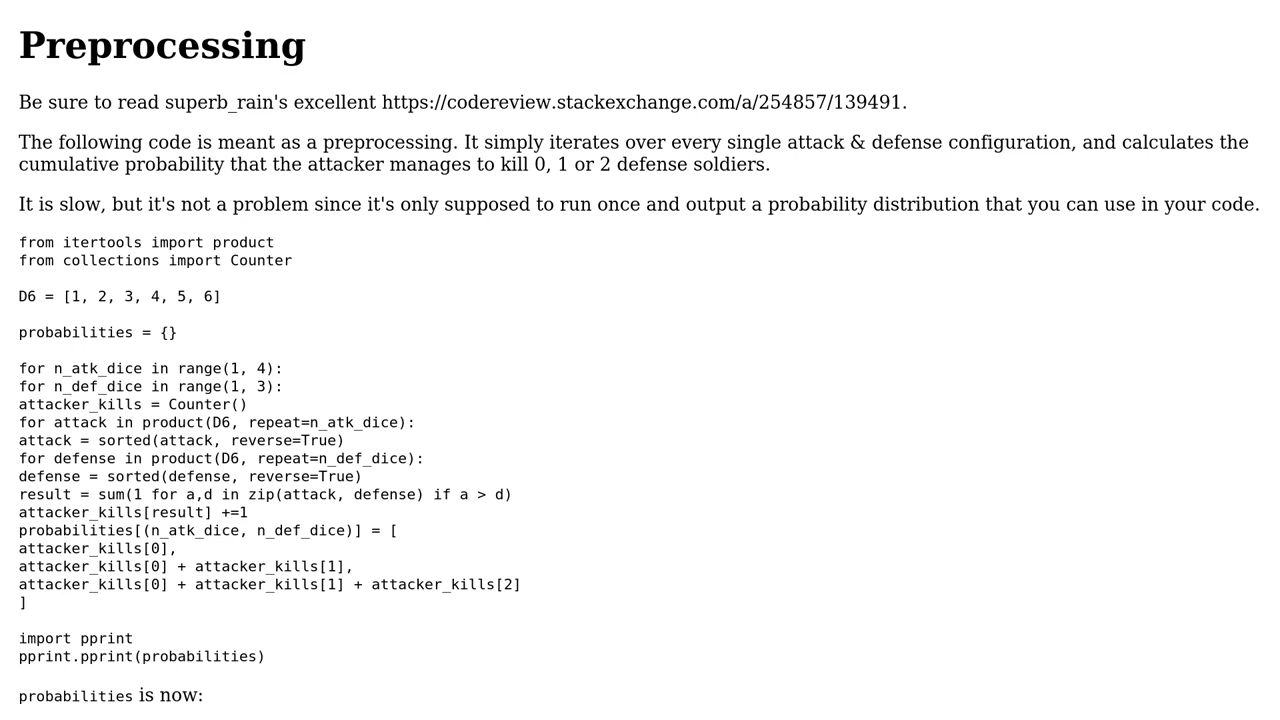 Preprocessing
Be sure to read superb_rain's excellent https://codereview.stackexchange.com/a/254857/139491.
The following code is meant as a preprocessing. It simply iterates over every single attack & defense configuration, and calculates the
cumulative probability that the attacker manages to kill 0, 1 or 2 defense soldiers.
It is slow, but it's not a problem since it's only supposed to run once and output a probability distribution that you can use in your code.
from itertools import product
from collections import Counter
D6 = [1, 2, 3, 4, 5, 6]
probabilities = {}
for n_atk_dice in range(1, 4):
for n_def_dice in range(1, 3):
attacker_kills = Counter()
for attack in product(D6, repeat=n_atk_dice):
attack = sorted(attack, reverse=True)
for defense in product(D6, repeat=n_def_dice):
defense = sorted(defense, reverse=True)
result = sum(1 for a,d in zip(attack, defense) if a > d)
attacker_kills[result] +=1
probabilities[(n_atk_dice, n_def_dice)] = [
attacker_kills[0],
attacker_kills[0] + attacker_kills[1],
attacker_kills[0] + attacker_kills[1] + attacker_kills[2]
]
import pprint
pprint.pprint(probabilities)
probabilities is now: